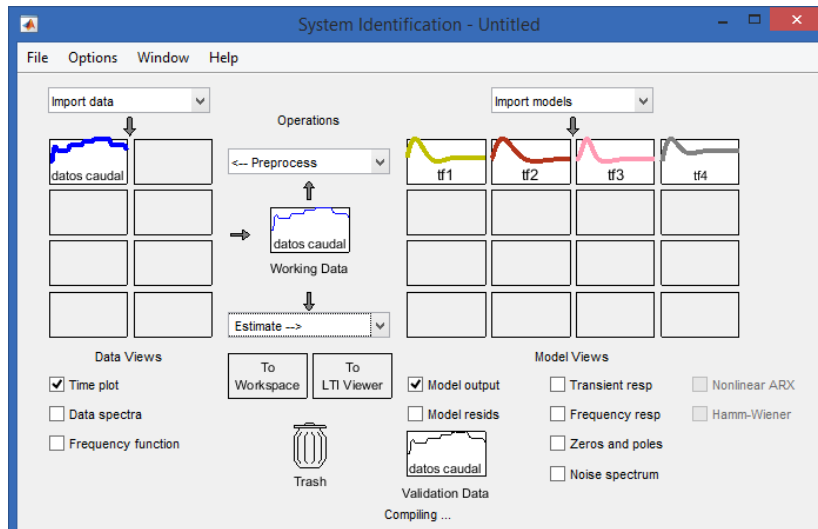 System Identification - Untitled
File Options Window Help
Import data
Operations
Import models
datos caudal
<-- Preprocess
tf1
tf2
tf3
tf4
datos caudal
Working Data
Estimate -->
Data Views
Time plot
Data spectra
Frequency function
To
Workspace
To
LTI Viewer
Trash
Model Views
Model output
Model resids
Transient resp
Frequency resp
Zeros and poles
Noise spectrum
Nonlinear ARX
Hamm-Wiener
datos caudal
Validation Data
Compiling ...